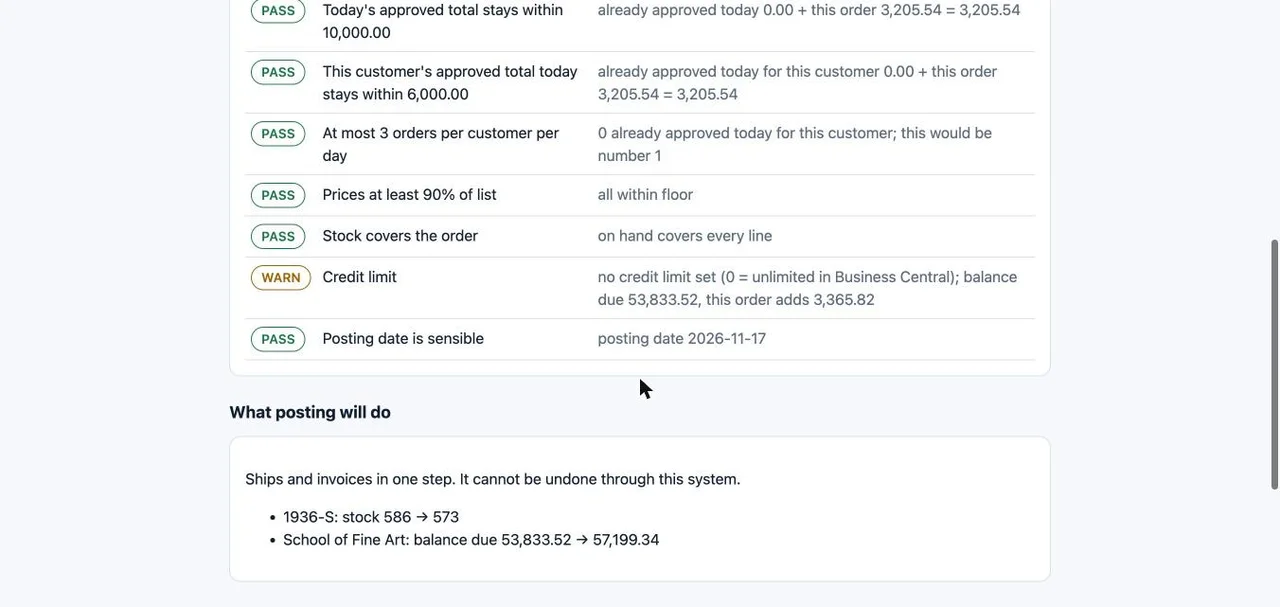 PASS Today's approved total stays within already approved today 0.00 + this order 3,205.54 = 3,205.54
10,000.00
PASS This customer's approved total today already approved today for this customer 0.00 + this order
stays within 6,000.00 3,205.54 = 3,205.54
PASS At most 3 orders per customer per 0 already approved today for this customer; this would be
day number 1
PASS Prices at least 90% of list all within floor
PASS Stock covers the order on hand covers every line
WARN Credit limit no credit limit set (0 = unlimited in Business Central); balance
due 53,833.52, this order adds 3,365.82
PASS Posting date is sensible posting date 2026-11-17
What posting will do
Ships and invoices in one step. It cannot be undone through this system.
• 1936-S: stock 586 → 573
• School of Fine Art: balance due 53,833.52 → 57,199.34